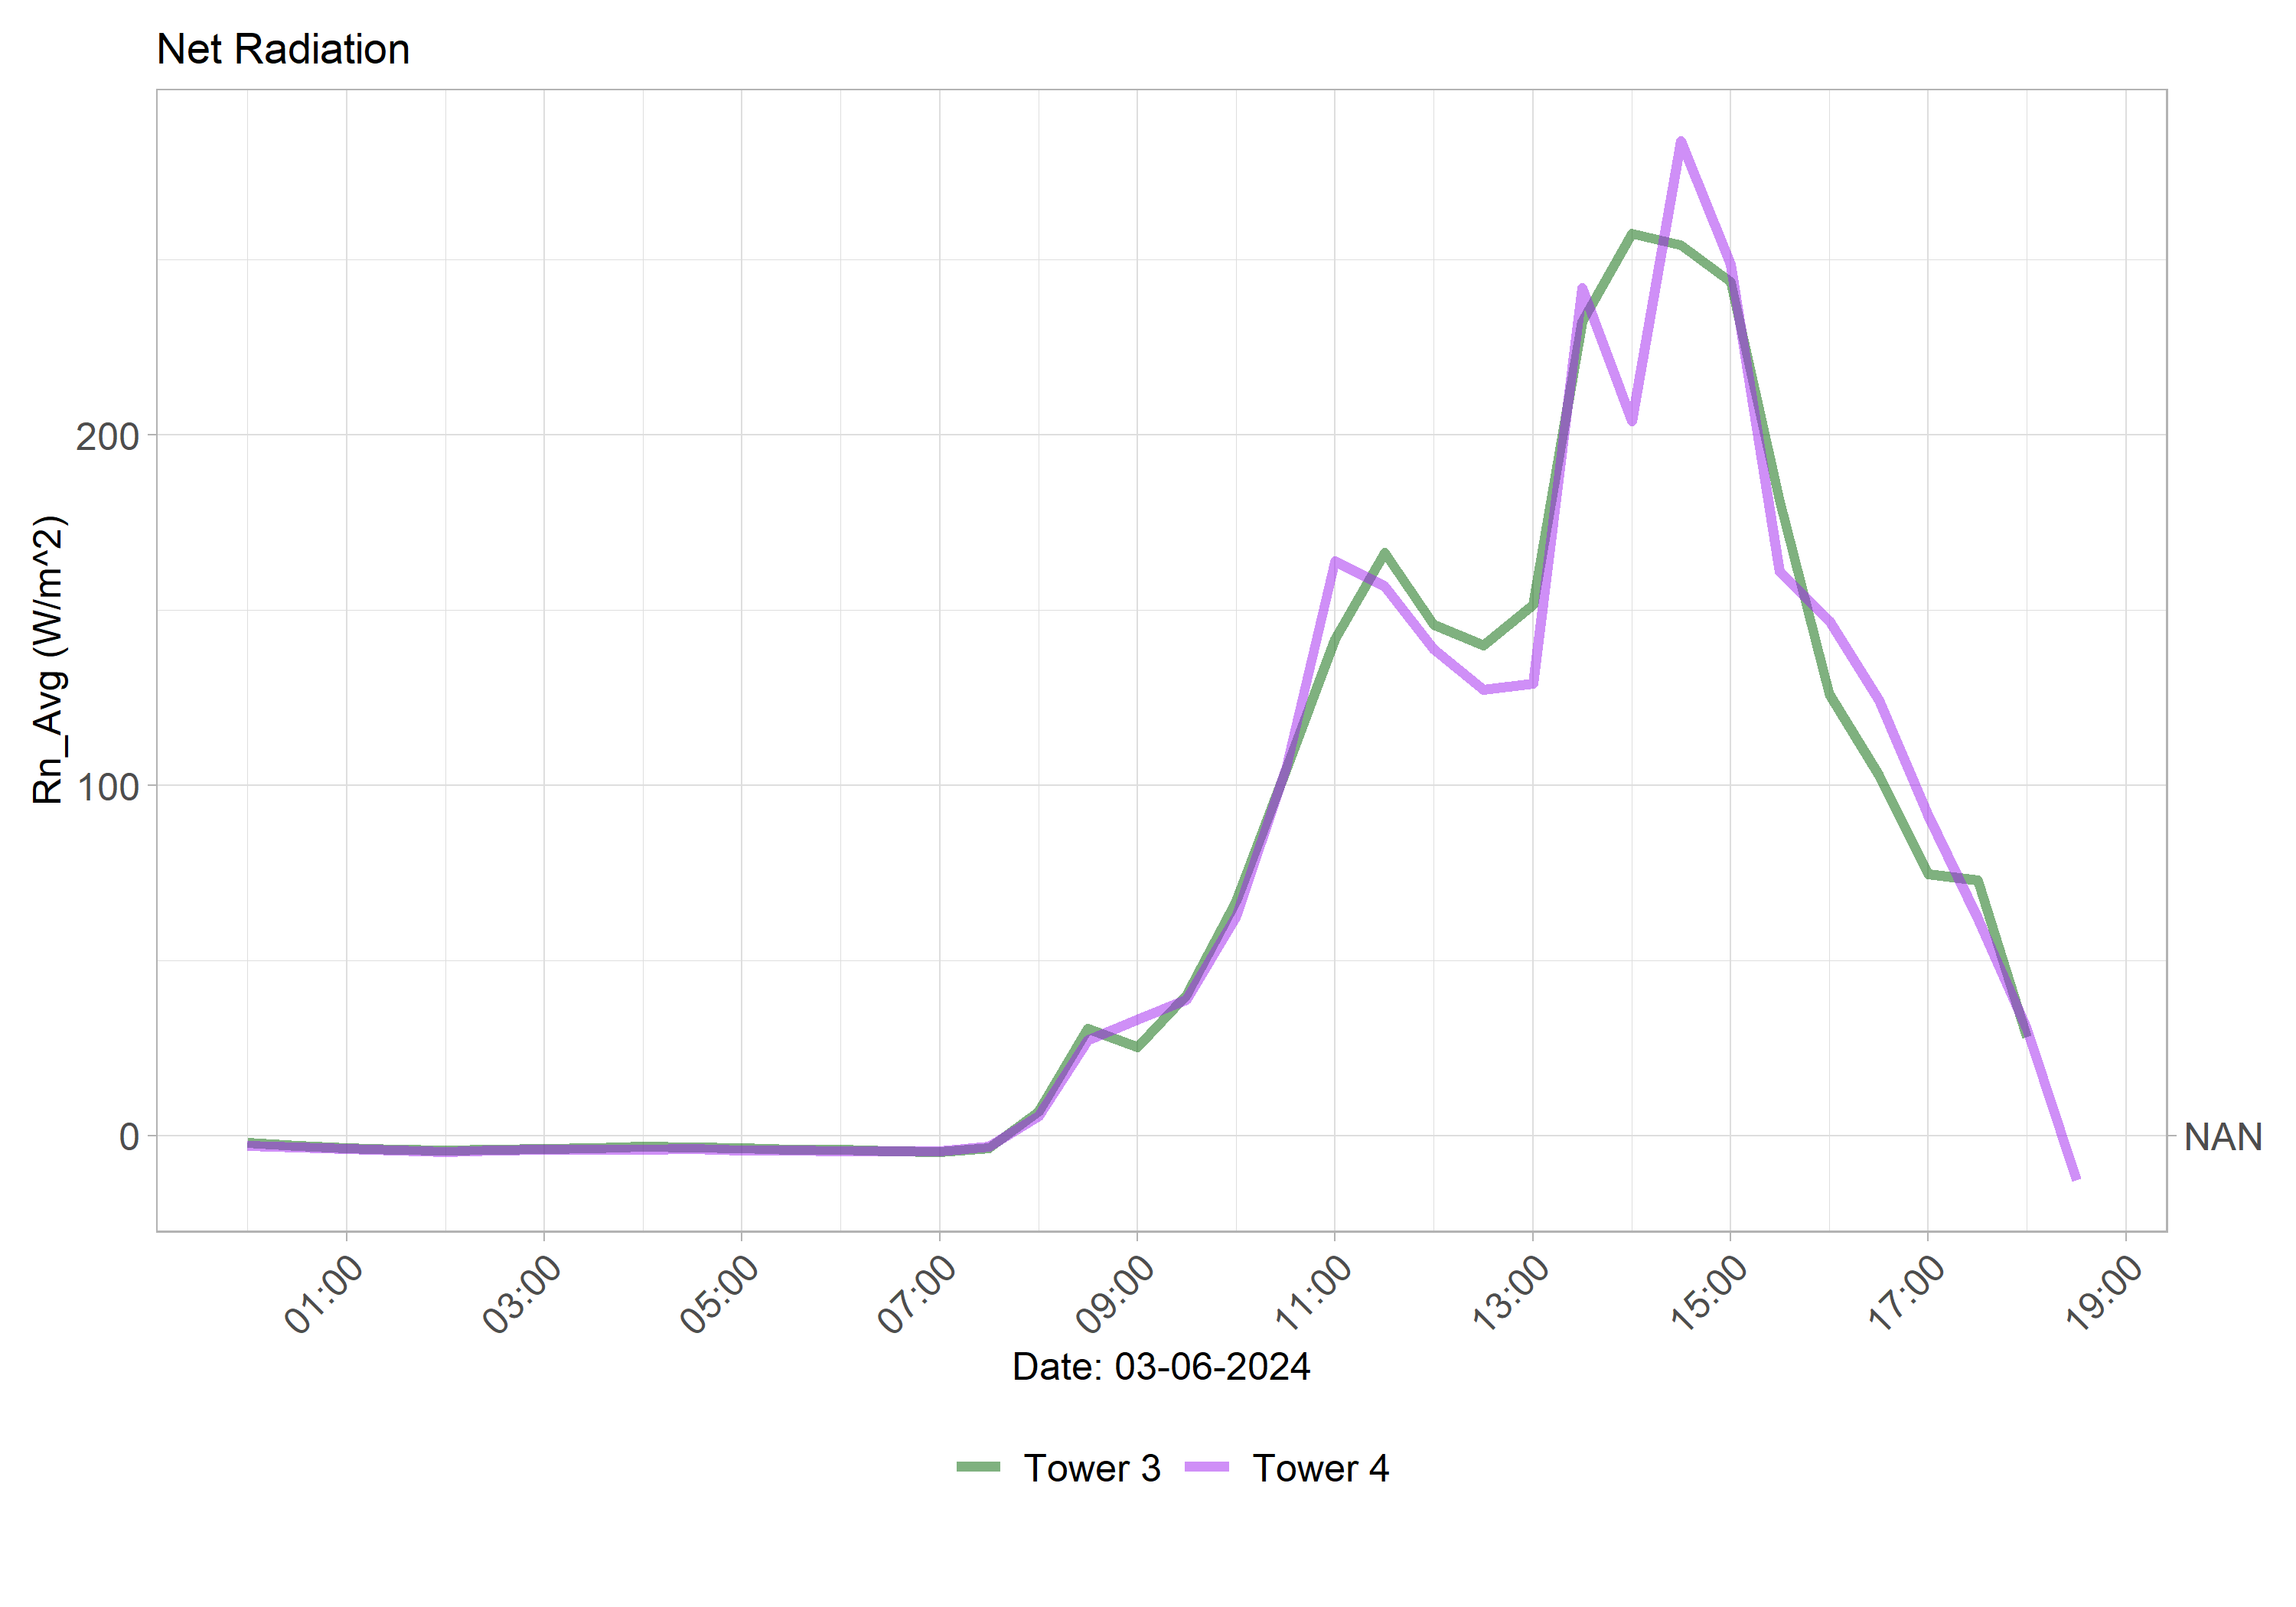 Net Radiation
Rn_Avg (W/m^2)
200
100
0
NAN
01:00
03:00
05:00
07:00
09:00
11:00
13:00
15:00
17:00
19:00
Date: 03-06-2024
Tower 3
Tower 4